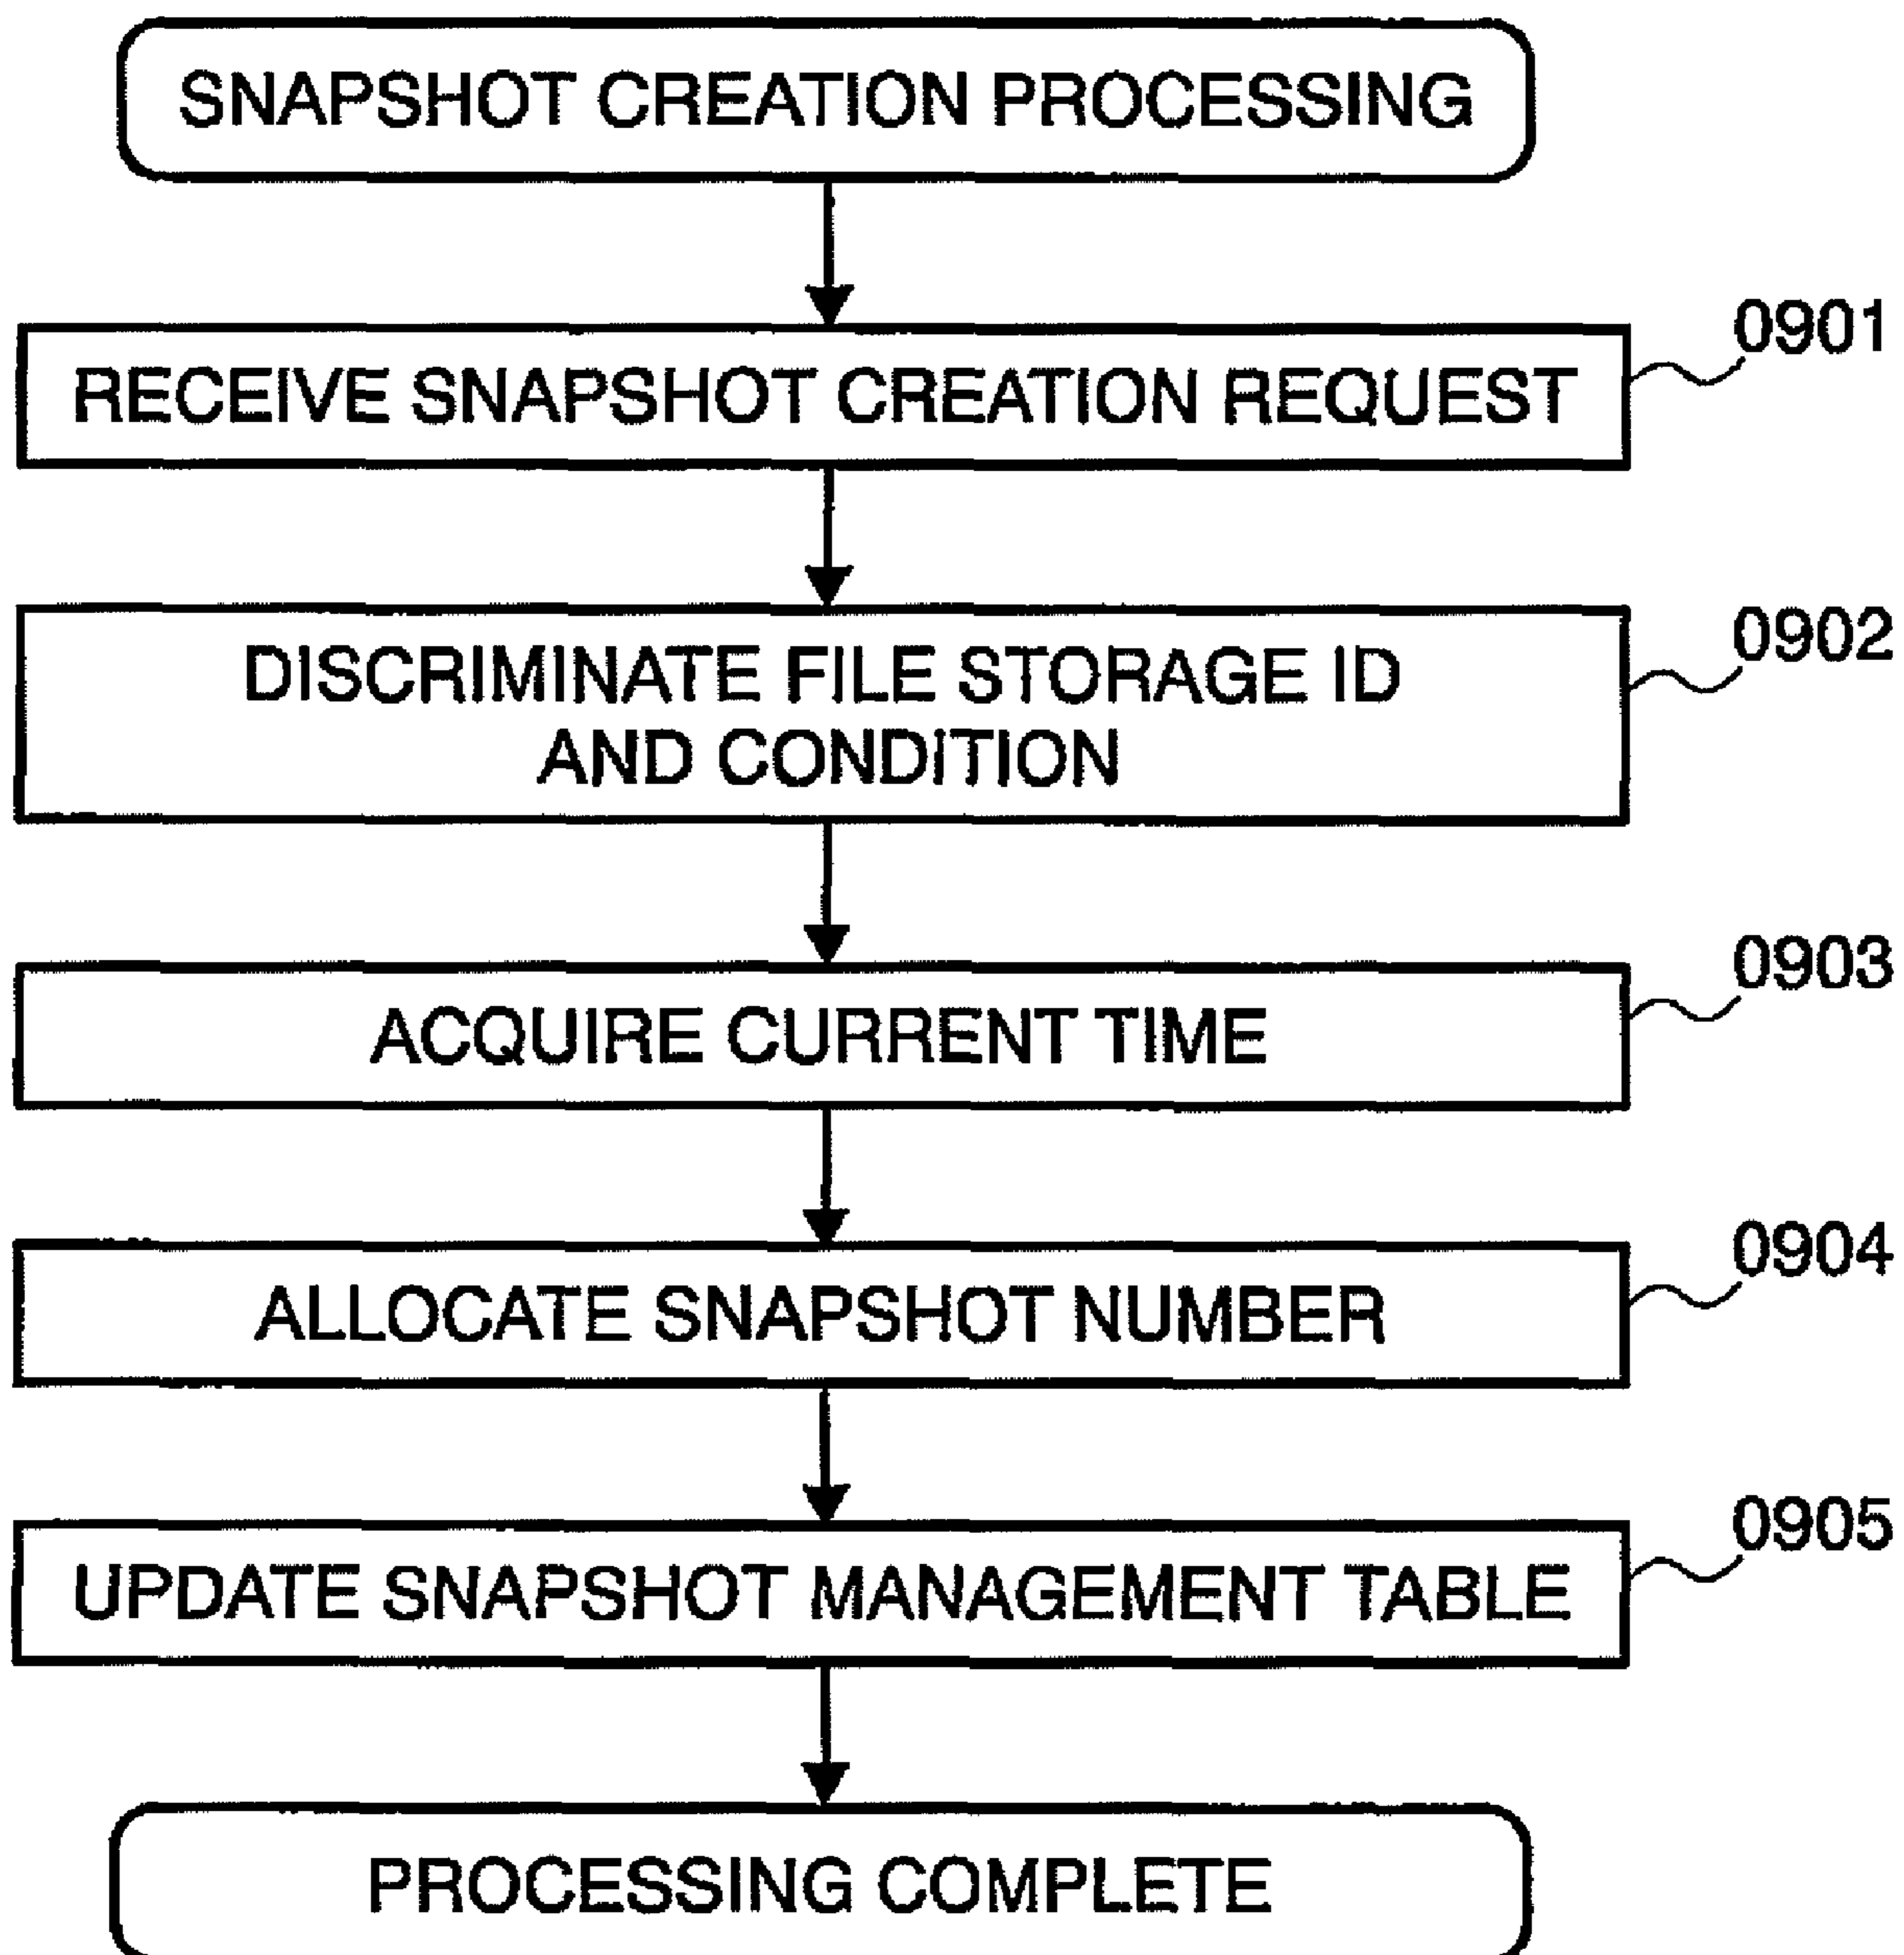 SNAPSHOT CREATION PROCESSING
0901
RECEIVE SNAPSHOT CREATION REQUEST
0902
DISCRIMINATE FILE STORAGE ID
AND CONDITION
0903
ACQUIRE CURRENT TIME
0904
ALLOCATE SNAPSHOT NUMBER
0905
UPDATE SNAPSHOT MANAGEMENT TABLE
PROCESSING COMPLETE